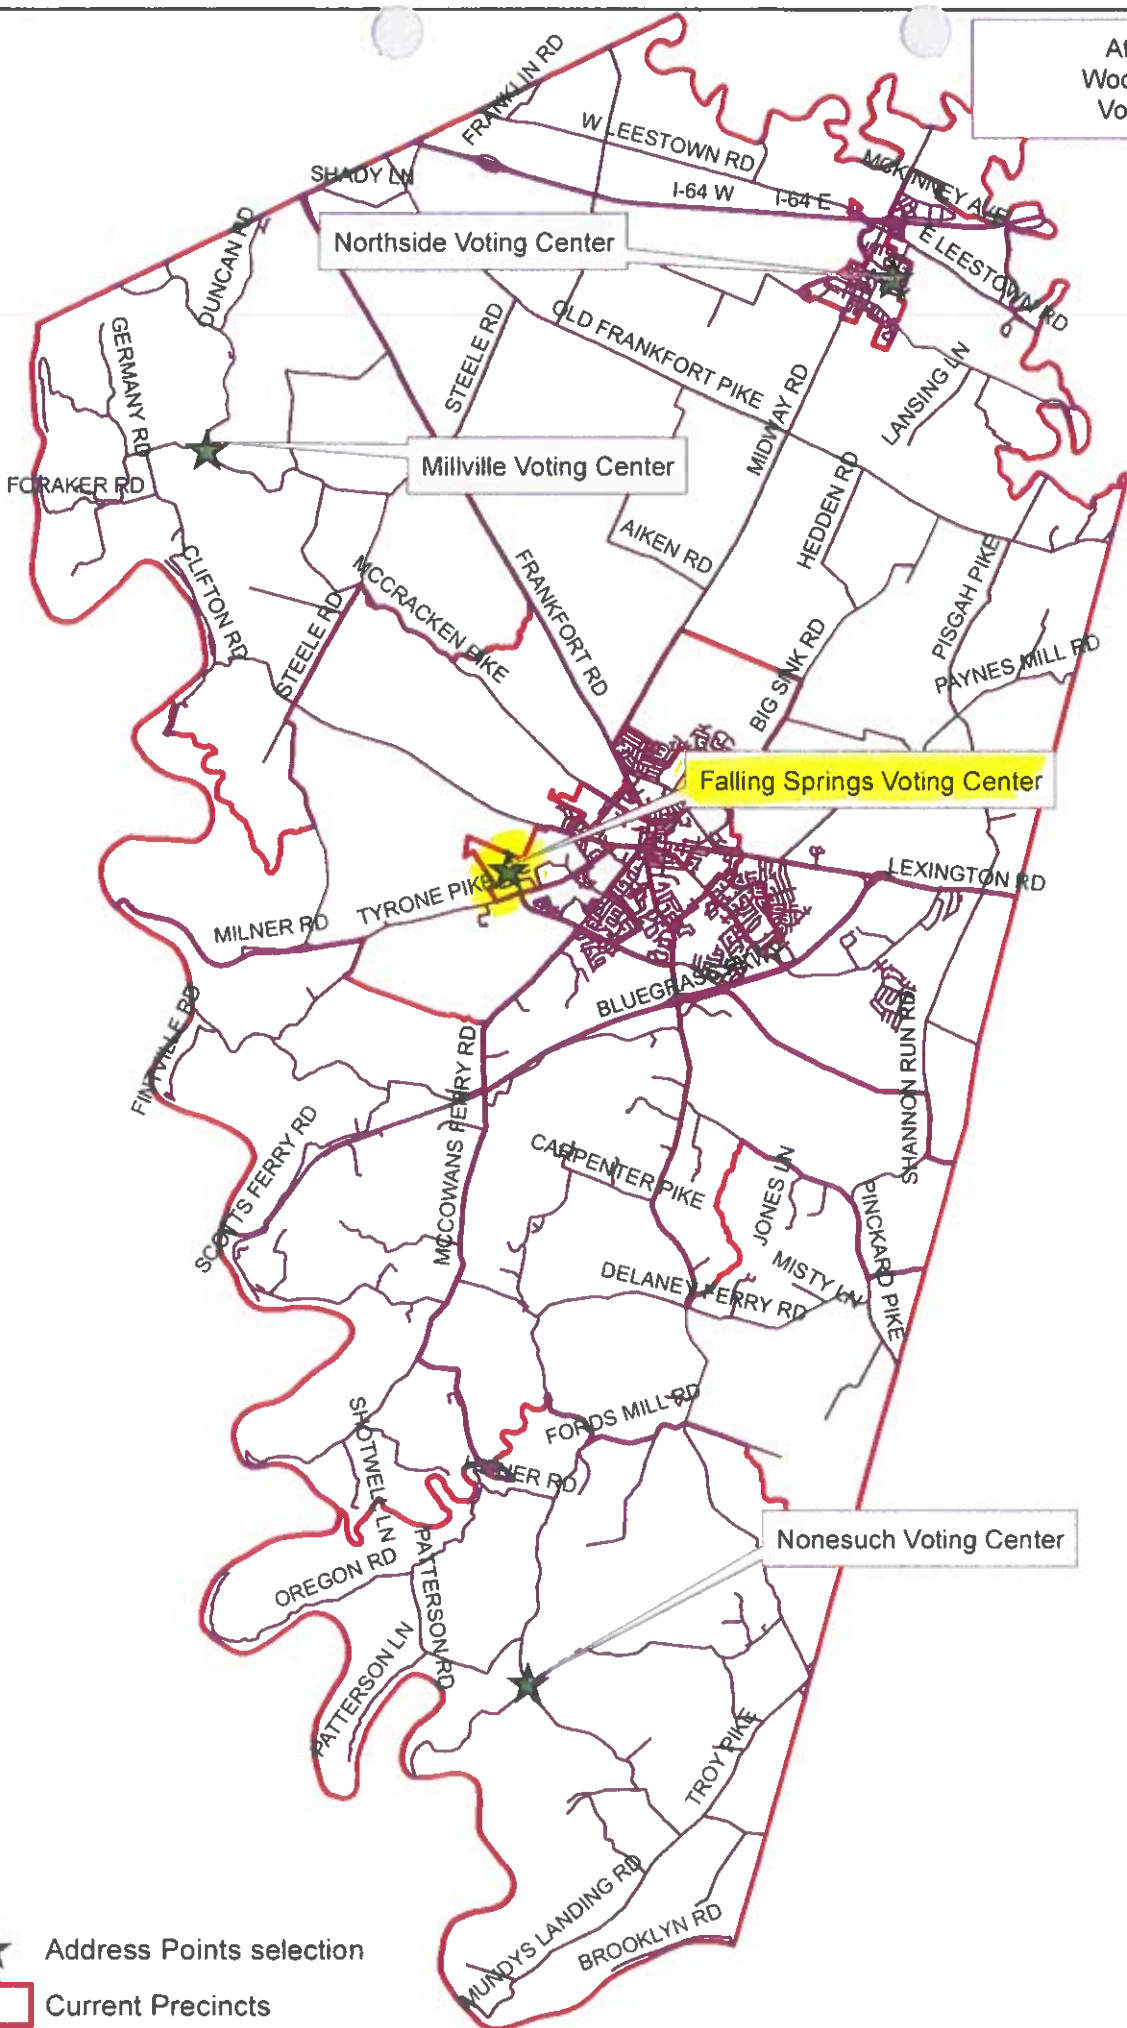 FRANKLIN RD
W LEESTOWN RD
MCKINNEY AVE
SHADY LN
I-64 W
I-64 E
DUNCAN RD
Northside Voting Center
E LEESTOWN RD
GERMANY RD
STEELE RD
OLD FRANKFORT PIKE
MIDWAY RD
LANSING LN
Millville Voting Center
FORAKER RD
AIKEN RD
HEDDEN RD
CLIFTON RD
MCCRACKEN PIKE
FRANKFORT RD
PISGAH PIKE
STEELE RD
BIG SINK RD
PAYNES MILL RD
Falling Springs Voting Center
LEXINGTON RD
TYRONE PIKE
MILNER RD
BLUEGRASS
SHANNON RUN RD
FINTVILLE RD
MCCOWANS FERRY RD
SCOTTS FERRY RD
CARPENTER PIKE
JONES LN
PINCKARD PIKE
DELANEY FERRY RD
MISTY LN
SHOTWELL LN
FORDS MILL RD
RD
Nonesuch Voting Center
OREGON RD
PATTERSON RD
PATTERSON LN
TROY PIKE
MUNDYS LANDING RD
BROOKLYN RD
Address Points selection
Current Precincts